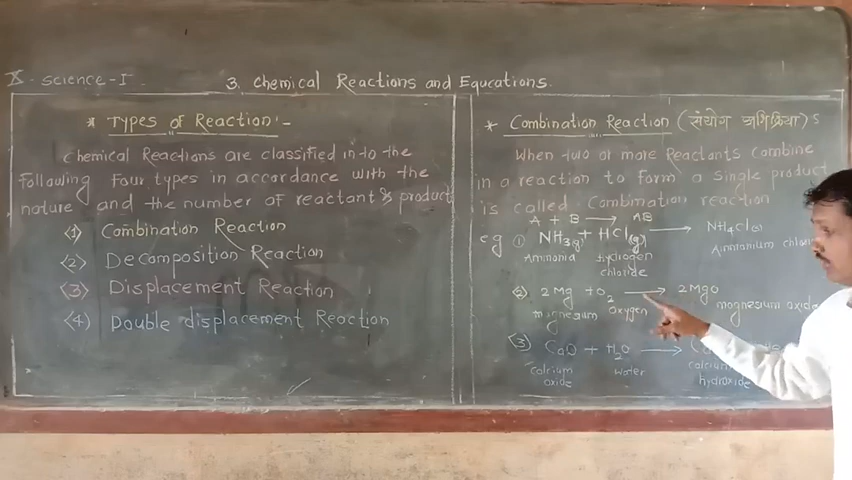 X - Science - I
3. Chemical Reactions and Equcations.
* Types of Reaction :-
Chemical Reactions are classified in to the
following four types in accordance with the
nature and the number of reactant & product
<1> Combination Reaction
<2> Decomposition Reaction
<3> Displacement Reaction
<4> Double displacement Reaction
* Combination Reaction (संयोग अभिक्रिया) s
When two or more Reactants combine
in a reaction to form a single product
is called Combination reaction
A + B → AB
eg ① NH3(g) + HCl(g) → NH4Cl(s)
Ammonia Hydrogen chloride Ammonium chlori
② 2Mg + O2 → 2MgO
magnesium oxygen magnesium oxide
③ CaO + H2O →
calcium oxide water calcium hydroxide